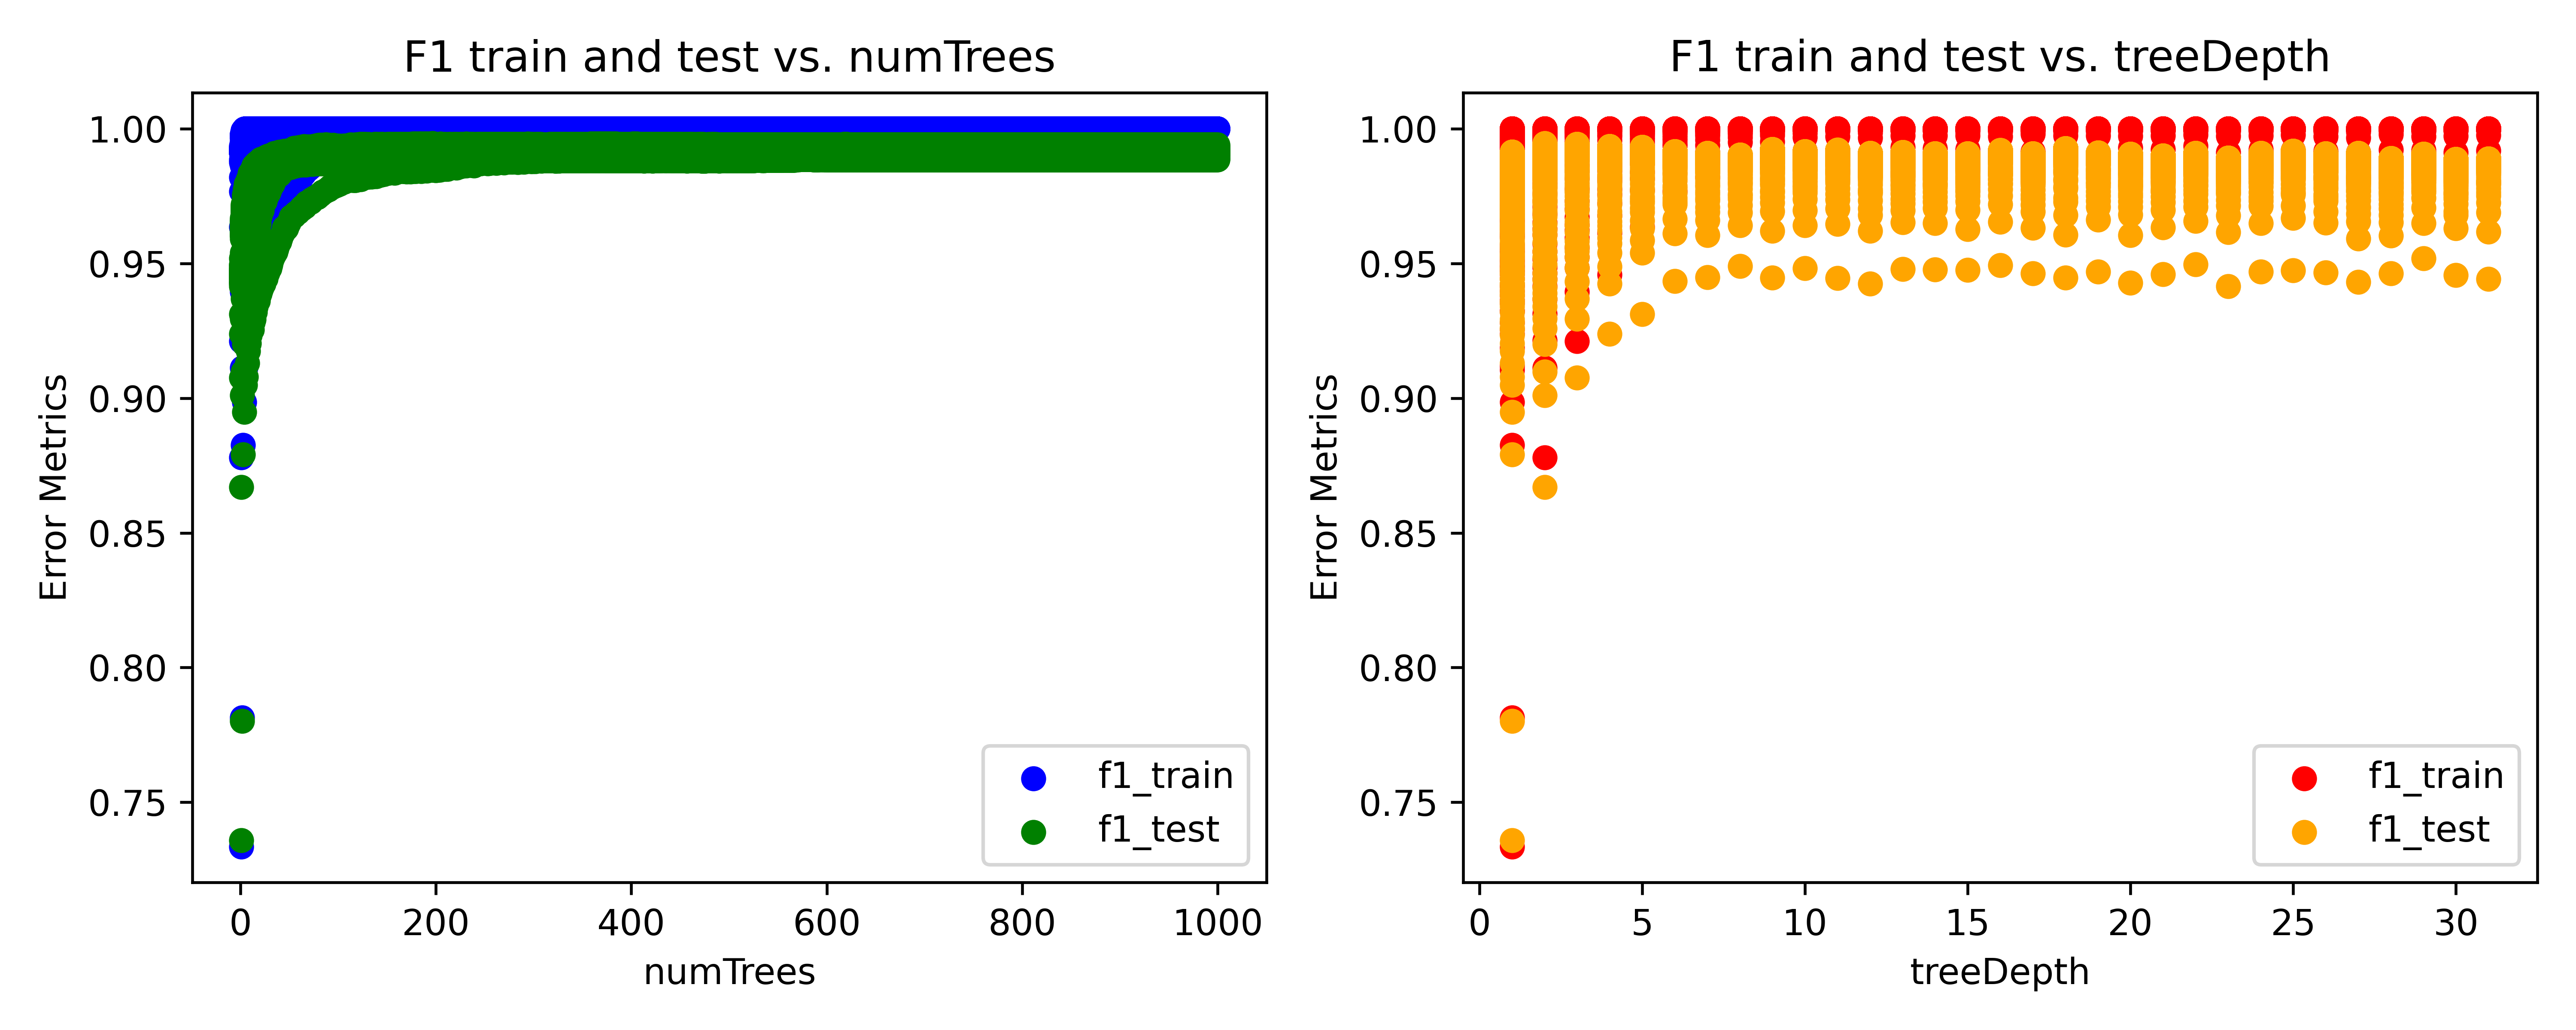 F1 train and test vs. numTrees
Error Metrics
1.00
0.95
0.90
0.85
0.80
0.75
0
200
400
600
800
1000
numTrees
f1_train
f1_test
F1 train and test vs. treeDepth
Error Metrics
1.00
0.95
0.90
0.85
0.80
0.75
0
5
10
15
20
25
30
treeDepth
f1_train
f1_test